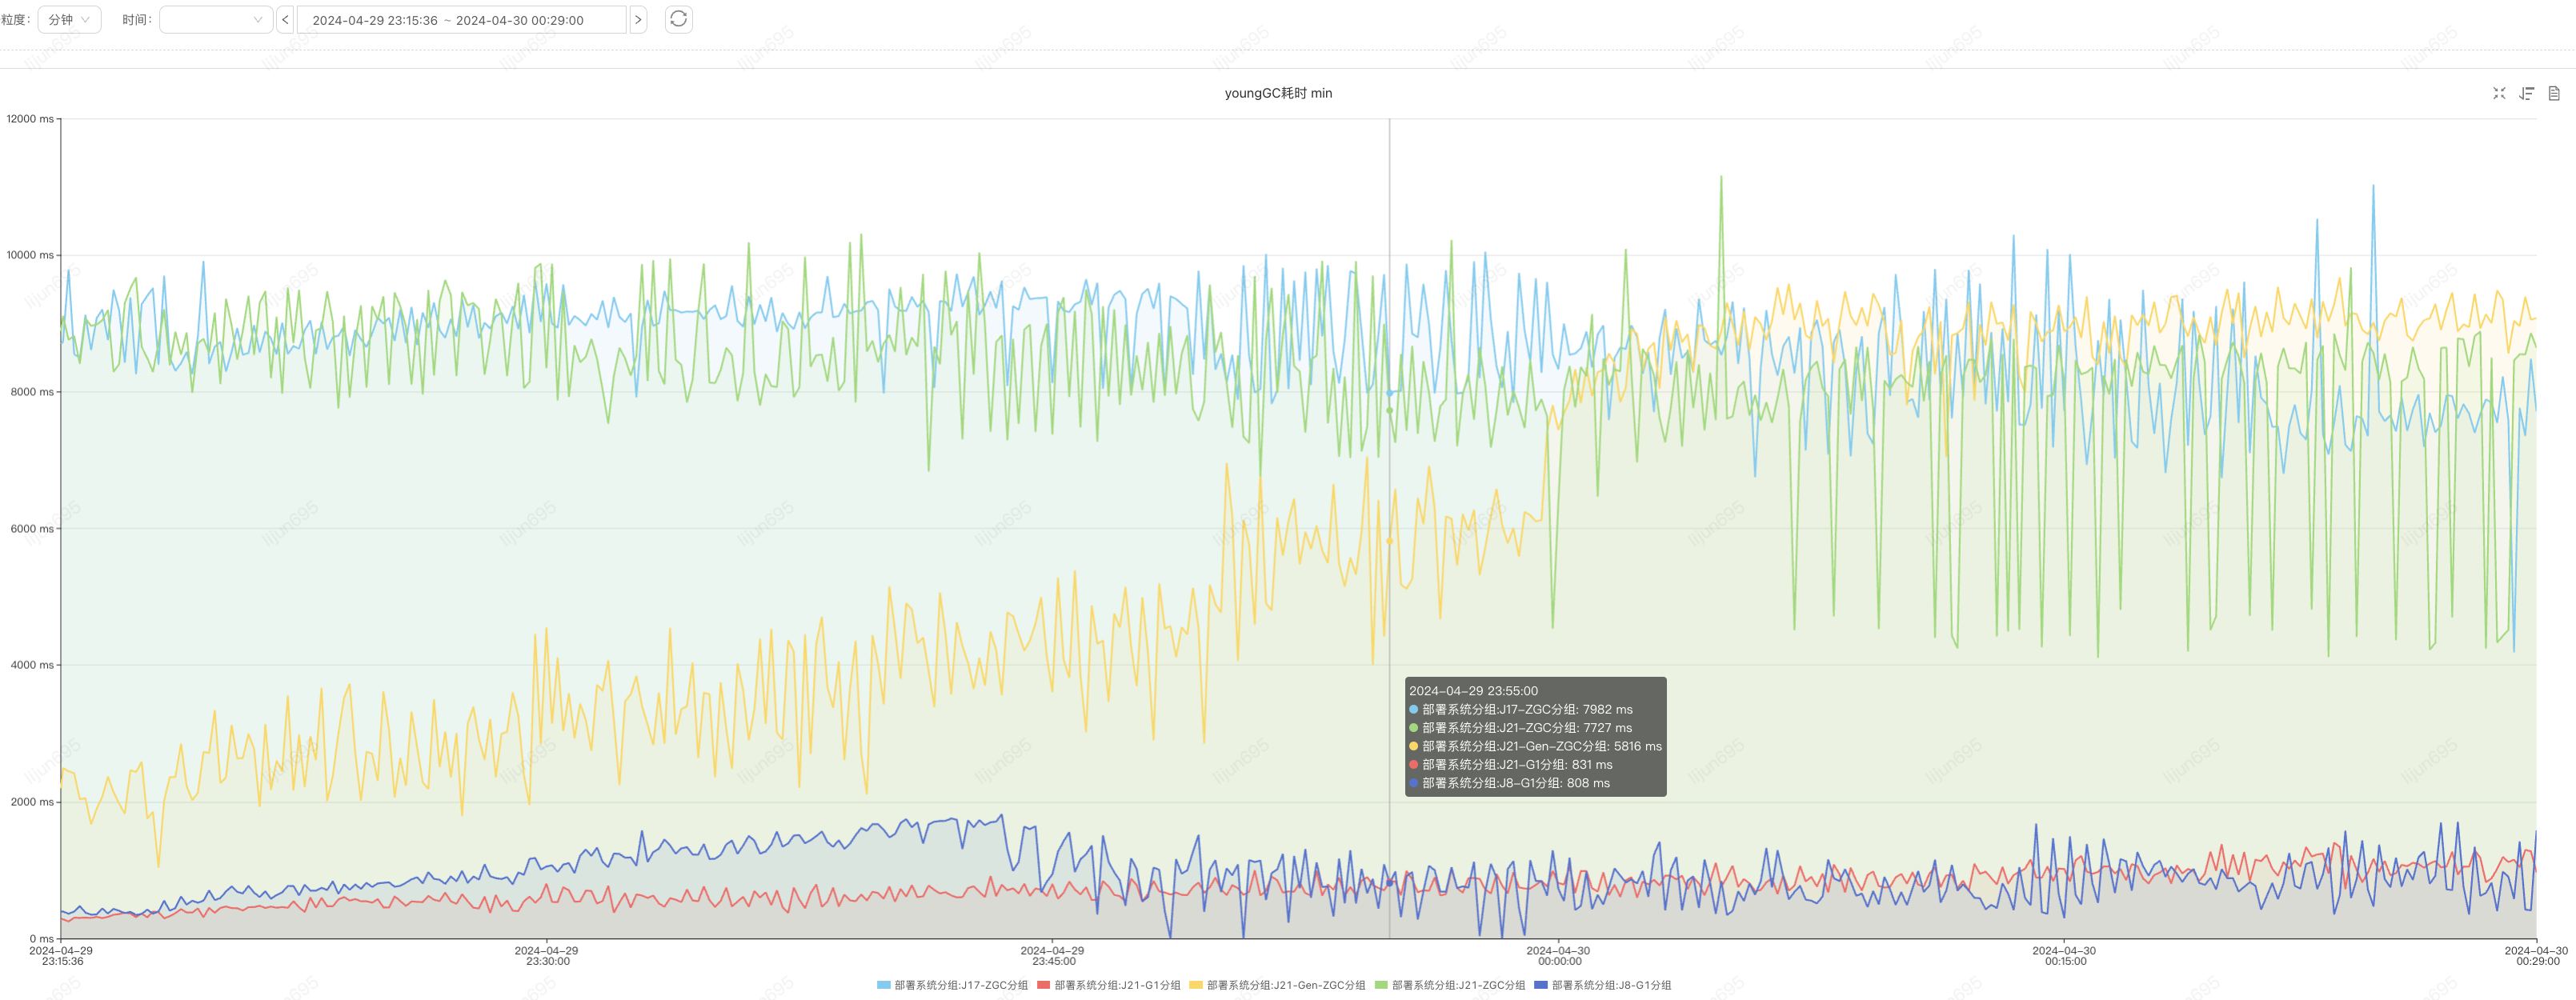 粒度： 分钟 时间： < 2024-04-29 23:15:36 ~ 2024-04-30 00:29:00 >
youngGC耗时 min
12000 ms
10000 ms
8000 ms
6000 ms
4000 ms
2000 ms
0 ms
2024-04-29 23:55:00
部署系统分组:J17-ZGC分组: 7982 ms
部署系统分组:J21-ZGC分组: 7727 ms
部署系统分组:J21-Gen-ZGC分组: 5816 ms
部署系统分组:J21-G1分组: 831 ms
部署系统分组:J8-G1分组: 808 ms
2024-04-29 23:15:36
2024-04-29 23:30:00
2024-04-29 23:45:00
2024-04-30 00:00:00
2024-04-30 00:15:00
2024-04-30 00:29:00
部署系统分组:J17-ZGC分组 部署系统分组:J21-G1分组 部署系统分组:J21-Gen-ZGC分组 部署系统分组:J21-ZGC分组 部署系统分组:J8-G1分组